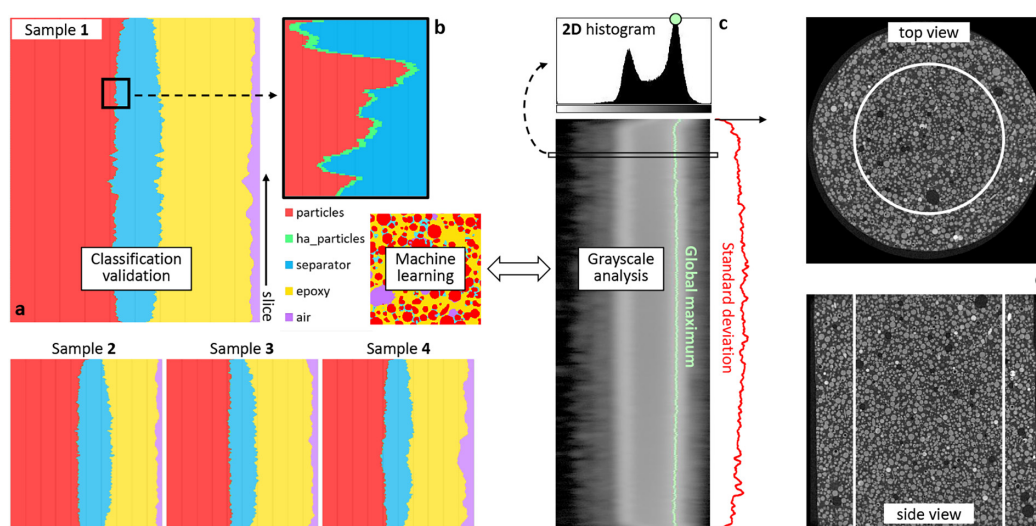 Sample 1
Classification
validation
a
b
slice
particles
ha_particles
separator
epoxy
air
Machine
learning
2D histogram
c
Grayscale
analysis
Global maximum
Standard deviation
top view
side view
Sample 2
Sample 3
Sample 4